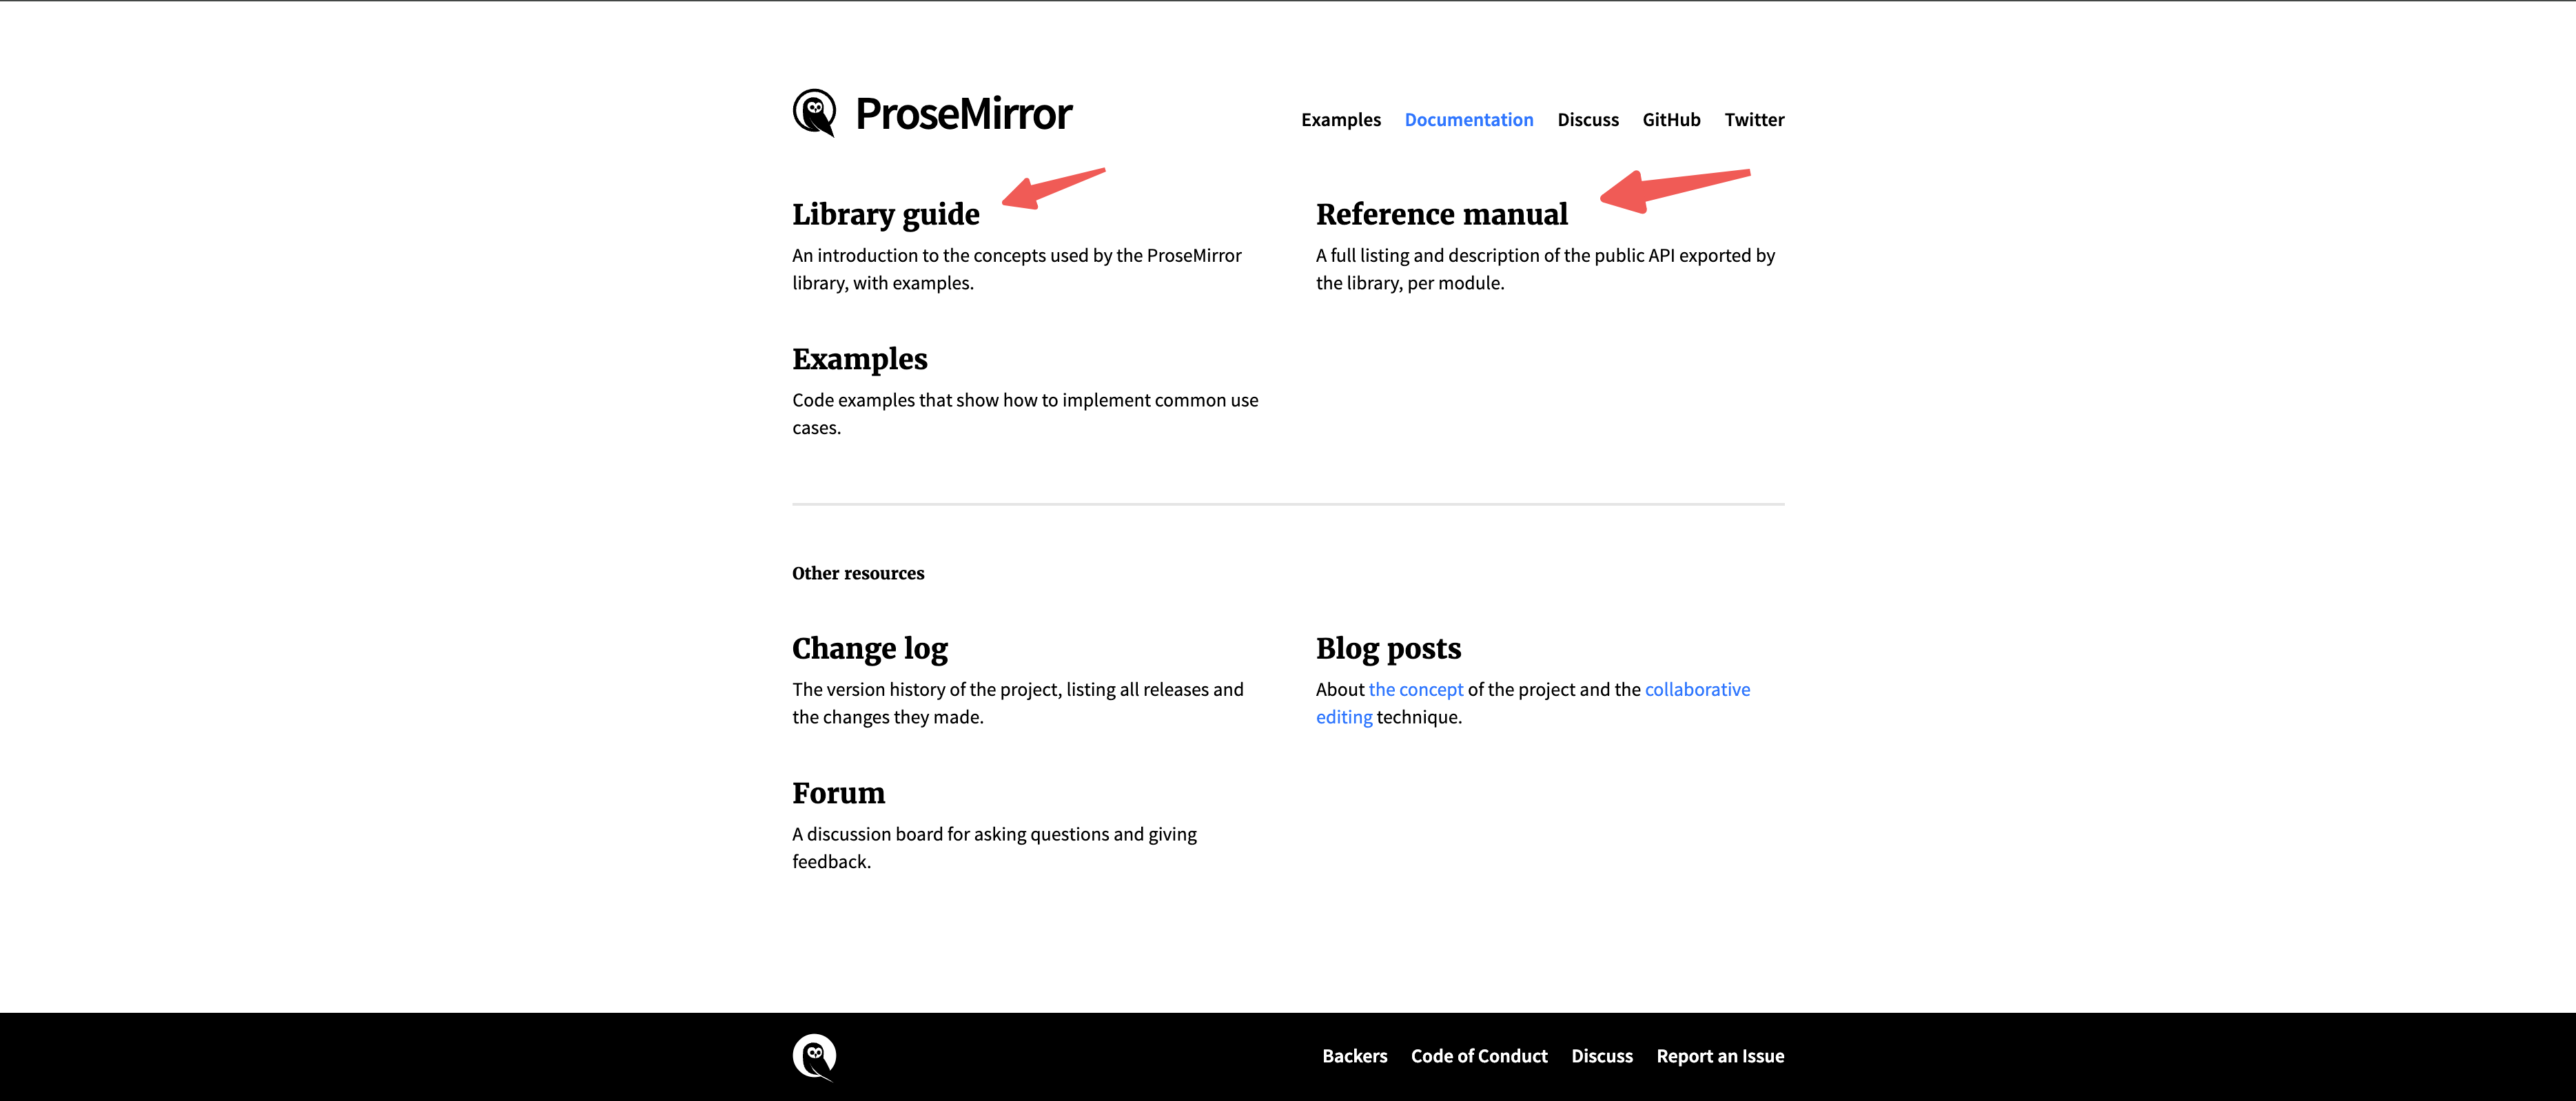 ProseMirror
Examples Documentation Discuss GitHub Twitter
Library guide
An introduction to the concepts used by the ProseMirror
library, with examples.
Reference manual
A full listing and description of the public API exported by
the library, per module.
Examples
Code examples that show how to implement common use
cases.
Other resources
Change log
The version history of the project, listing all releases and
the changes they made.
Blog posts
About the concept of the project and the collaborative
editing technique.
Forum
A discussion board for asking questions and giving
feedback.
Backers Code of Conduct Discuss Report an Issue